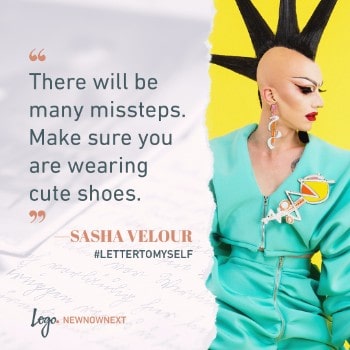 “
There will be
many missteps.
Make sure you
are wearing
cute shoes.
”
—SASHA VELOUR
#LETTERTOMYSELF
Logo. NEWNOWNEXT